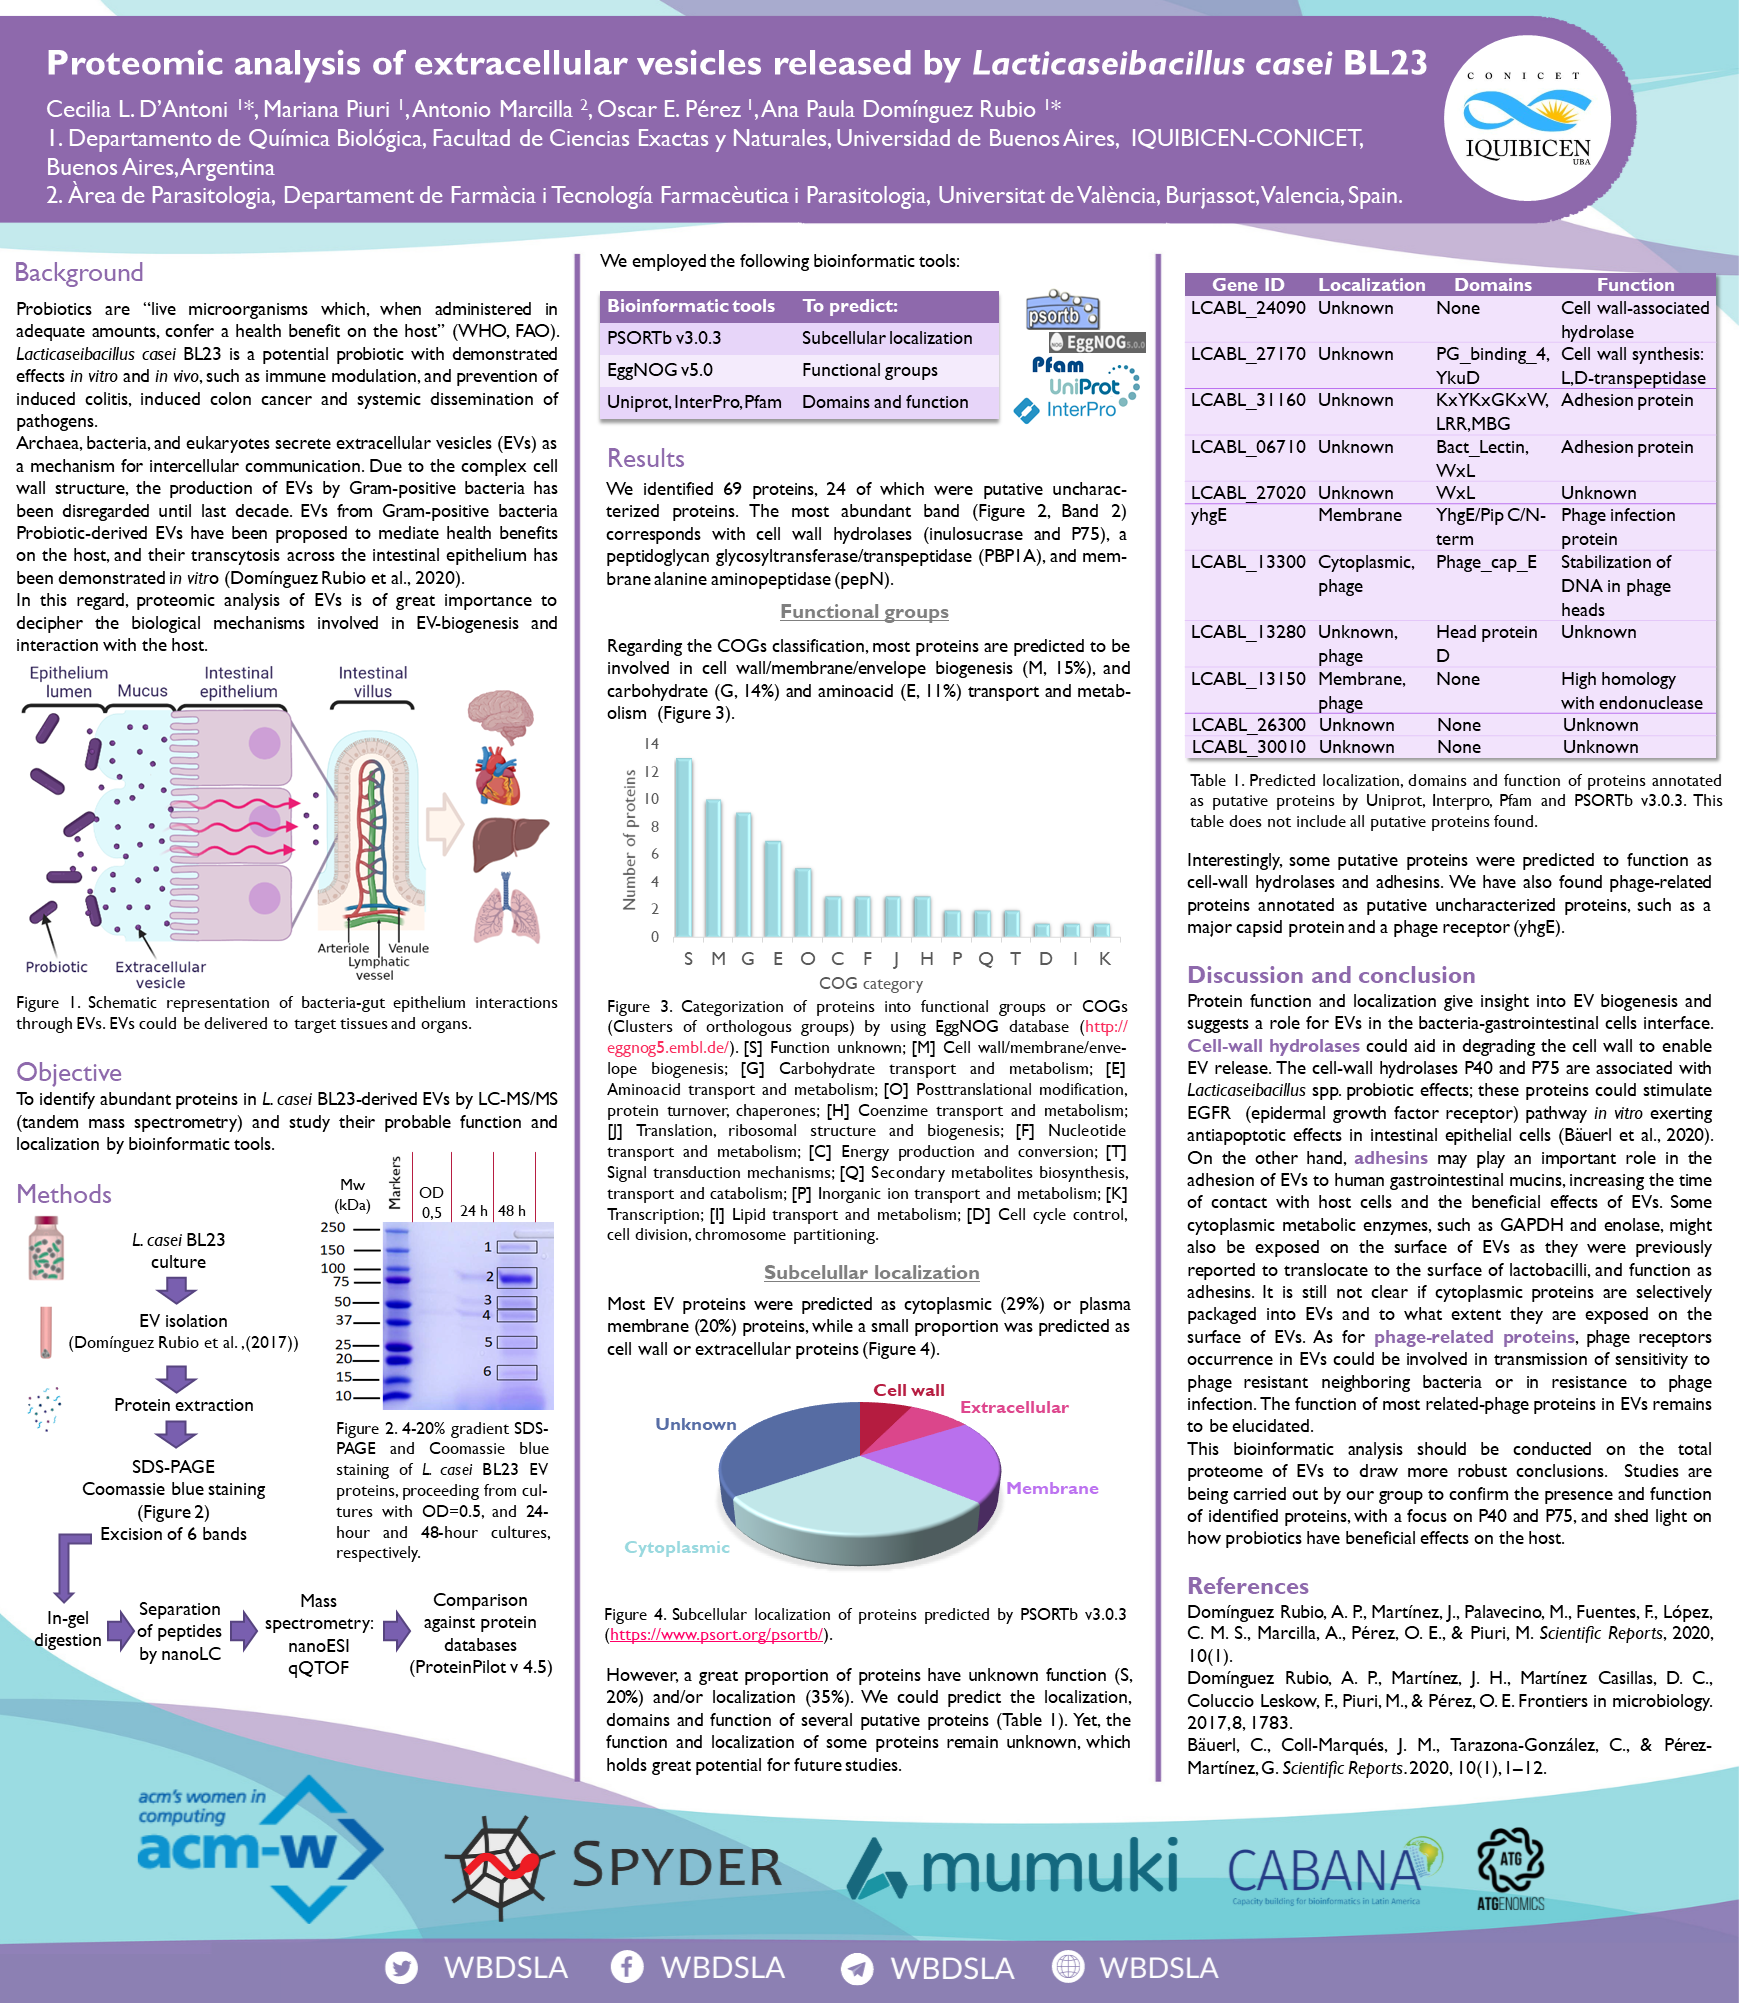 Proteomic analysis of extracellular vesicles released by Lacticaseibacillus casei BL23
Cecilia L. D'Antoni 1*, Mariana Piuri 1, Antonio Marcilla 2, Oscar E. Pérez 1, Ana Paula Domínguez Rubio 1*
1. Departamento de Química Biológica, Facultad de Ciencias Exactas y Naturales, Universidad de Buenos Aires, IQUIBICEN-CONICET,
Buenos Aires, Argentina
2. Àrea de Parasitologia, Departament de Farmàcia i Tecnología Farmacèutica i Parasitologia, Universitat de València, Burjassot, Valencia, Spain.
CONICET
IQUIBICEN
UBA
Background
Probiotics are “live microorganisms which, when administered in
adequate amounts, confer a health benefit on the host” (WHO, FAO).
Lacticaseibacillus casei BL23 is a potential probiotic with demonstrated
effects in vitro and in vivo, such as immune modulation, and prevention of
induced colitis, induced colon cancer and systemic dissemination of
pathogens.
Archaea, bacteria, and eukaryotes secrete extracellular vesicles (EVs) as
a mechanism for intercellular communication. Due to the complex cell
wall structure, the production of EVs by Gram-positive bacteria has
been disregarded until last decade. EVs from Gram-positive bacteria
Probiotic-derived EVs have been proposed to mediate health benefits
on the host, and their transcytosis across the intestinal epithelium has
been demonstrated in vitro (Domínguez Rubio et al., 2020).
In this regard, proteomic analysis of EVs is of great importance to
decipher the biological mechanisms involved in EV-biogenesis and
interaction with the host.
Epithelium lumen
Mucus
Intestinal epithelium
Intestinal villus
Arteriole
Venule
Lymphatic vessel
Probiotic
Extracellular vesicle
Figure 1. Schematic representation of bacteria-gut epithelium interactions
through EVs. EVs could be delivered to target tissues and organs.
Objective
To identify abundant proteins in L. casei BL23-derived EVs by LC-MS/MS
(tandem mass spectrometry) and study their probable function and
localization by bioinformatic tools.
Methods
L. casei BL23
culture
EV isolation
(Domínguez Rubio et al. ,(2017))
Protein extraction
SDS-PAGE
Coomassie blue staining
(Figure 2)
Excision of 6 bands
In-gel
digestion
Separation
of peptides
by nanoLC
Mass
spectrometry:
nanoESI
qQTOF
Comparison
against protein
databases
(ProteinPilot v 4.5)
Mw
(kDa)
Markers
OD
0,5
24 h
48 h
250
150
100
75
50
37
25
20
15
10
1
2
3
4
5
6
Figure 2. 4-20% gradient SDS-
PAGE and Coomassie blue
staining of L. casei BL23 EV
proteins, proceeding from cul-
tures with OD=0.5, and 24-
hour and 48-hour cultures,
respectively.
We employed the following bioinformatic tools:
Bioinformatic tools To predict:
PSORTb v3.0.3 Subcellular localization
EggNOG v5.0 Functional groups
Uniprot, InterPro, Pfam Domains and function
psortb
EggNOG 5.0.0
Pfam
UniProt
InterPro
Results
We identified 69 proteins, 24 of which were putative uncharac-
terized proteins. The most abundant band (Figure 2, Band 2)
corresponds with cell wall hydrolases (inulosucrase and P75), a
peptidoglycan glycosyltransferase/transpeptidase (PBP1A), and mem-
brane alanine aminopeptidase (pepN).
Functional groups
Regarding the COGs classification, most proteins are predicted to be
involved in cell wall/membrane/envelope biogenesis (M, 15%), and
carbohydrate (G, 14%) and aminoacid (E, 11%) transport and metab-
olism (Figure 3).
Number of proteins
14
12
10
8
6
4
2
0
S M G E O C F J H P Q T D I K
COG category
Figure 3. Categorization of proteins into functional groups or COGs
(Clusters of orthologous groups) by using EggNOG database (http://
eggnog5.embl.de/). [S] Function unknown; [M] Cell wall/membrane/enve-
lope biogenesis; [G] Carbohydrate transport and metabolism; [E]
Aminoacid transport and metabolism; [O] Posttranslational modification,
protein turnover, chaperones; [H] Coenzime transport and metabolism;
[J] Translation, ribosomal structure and biogenesis; [F] Nucleotide
transport and metabolism; [C] Energy production and conversion; [T]
Signal transduction mechanisms; [Q] Secondary metabolites biosynthesis,
transport and catabolism; [P] Inorganic ion transport and metabolism; [K]
Transcription; [I] Lipid transport and metabolism; [D] Cell cycle control,
cell division, chromosome partitioning.
Subcelullar localization
Most EV proteins were predicted as cytoplasmic (29%) or plasma
membrane (20%) proteins, while a small proportion was predicted as
cell wall or extracellular proteins (Figure 4).
Cell wall
Extracellular
Unknown
Membrane
Cytoplasmic
Figure 4. Subcellular localization of proteins predicted by PSORTb v3.0.3
(https://www.psort.org/psortb/).
However, a great proportion of proteins have unknown function (S,
20%) and/or localization (35%). We could predict the localization,
domains and function of several putative proteins (Table 1). Yet, the
function and localization of some proteins remain unknown, which
holds great potential for future studies.
Gene ID Localization Domains Function
LCABL_24090 Unknown None Cell wall-associated hydrolase
LCABL_27170 Unknown PG_binding_4, YkuD Cell wall synthesis: L,D-transpeptidase
LCABL_31160 Unknown KxYKxGKxW, LRR,MBG Adhesion protein
LCABL_06710 Unknown Bact_Lectin, WxL Adhesion protein
LCABL_27020 Unknown WxL Unknown
yhgE Membrane YhgE/Pip C/N-term Phage infection protein
LCABL_13300 Cytoplasmic, phage Phage_cap_E Stabilization of DNA in phage heads
LCABL_13280 Unknown, phage Head protein D Unknown
LCABL_13150 Membrane, phage None High homology with endonuclease
LCABL_26300 Unknown None Unknown
LCABL_30010 Unknown None Unknown
Table 1. Predicted localization, domains and function of proteins annotated
as putative proteins by Uniprot, Interpro, Pfam and PSORTb v3.0.3. This
table does not include all putative proteins found.
Interestingly, some putative proteins were predicted to function as
cell-wall hydrolases and adhesins. We have also found phage-related
proteins annotated as putative uncharacterized proteins, such as a
major capsid protein and a phage receptor (yhgE).
Discussion and conclusion
Protein function and localization give insight into EV biogenesis and
suggests a role for EVs in the bacteria-gastrointestinal cells interface.
Cell-wall hydrolases could aid in degrading the cell wall to enable
EV release. The cell-wall hydrolases P40 and P75 are associated with
Lacticaseibacillus spp. probiotic effects; these proteins could stimulate
EGFR (epidermal growth factor receptor) pathway in vitro exerting
antiapoptotic effects in intestinal epithelial cells (Bäuerl et al., 2020).
On the other hand, adhesins may play an important role in the
adhesion of EVs to human gastrointestinal mucins, increasing the time
of contact with host cells and the beneficial effects of EVs. Some
cytoplasmic metabolic enzymes, such as GAPDH and enolase, might
also be exposed on the surface of EVs as they were previously
reported to translocate to the surface of lactobacilli, and function as
adhesins. It is still not clear if cytoplasmic proteins are selectively
packaged into EVs and to what extent they are exposed on the
surface of EVs. As for phage-related proteins, phage receptors
occurrence in EVs could be involved in transmission of sensitivity to
phage resistant neighboring bacteria or in resistance to phage
infection. The function of most related-phage proteins in EVs remains
to be elucidated.
This bioinformatic analysis should be conducted on the total
proteome of EVs to draw more robust conclusions. Studies are
being carried out by our group to confirm the presence and function
of identified proteins, with a focus on P40 and P75, and shed light on
how probiotics have beneficial effects on the host.
References
Domínguez Rubio, A. P., Martínez, J., Palavecino, M., Fuentes, F., López,
C. M. S., Marcilla, A., Pérez, O. E., & Piuri, M. Scientific Reports, 2020,
10(1).
Domínguez Rubio, A. P., Martínez, J. H., Martínez Casillas, D. C.,
Coluccio Leskow, F., Piuri, M., & Pérez, O. E. Frontiers in microbiology.
2017,8, 1783.
Bäuerl, C., Coll-Marqués, J. M., Tarazona-González, C., & Pérez-
Martínez, G. Scientific Reports. 2020, 10(1), 1–12.
acm's women in
computing
acm-w
SPYDER
mumuki
CABANA
Capacity building for bioinformatics in Latin America
ATG
ATGENOMICS
WBDSLA
WBDSLA
WBDSLA
WBDSLA